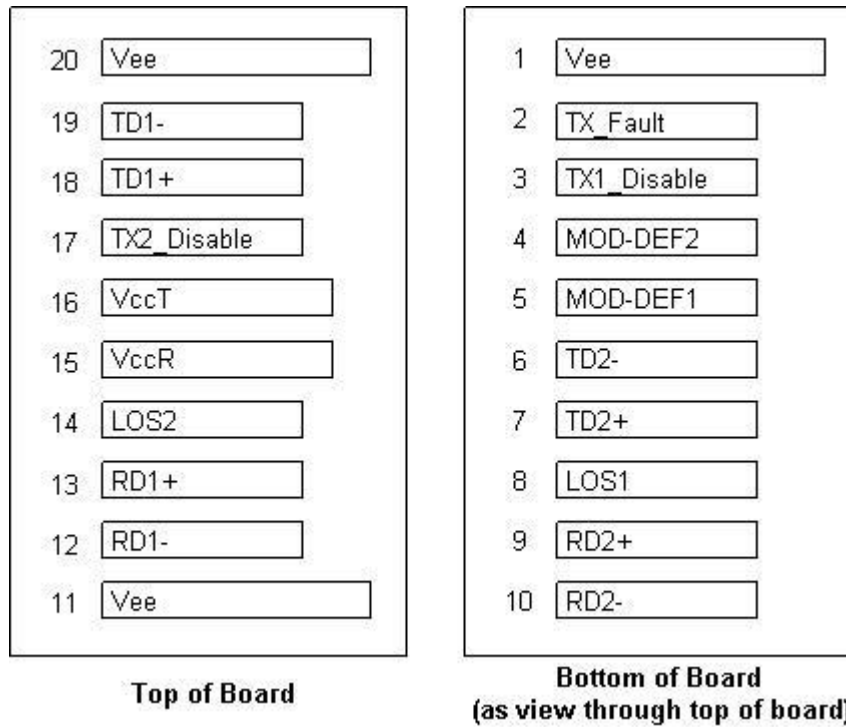 20 Vee
19 TD1-
18 TD1+
17 TX2_Disable
16 VccT
15 VccR
14 LOS2
13 RD1+
12 RD1-
11 Vee
Top of Board
1 Vee
2 TX_Fault
3 TX1_Disable
4 MOD-DEF2
5 MOD-DEF1
6 TD2-
7 TD2+
8 LOS1
9 RD2+
10 RD2-
Bottom of Board
(as view through top of board)